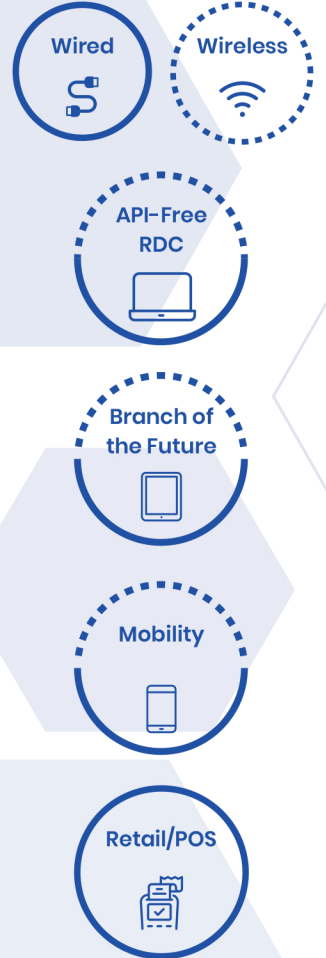 Wired
Wireless
API-Free
RDC
Branch of
the Future
Mobility
Retail/POS